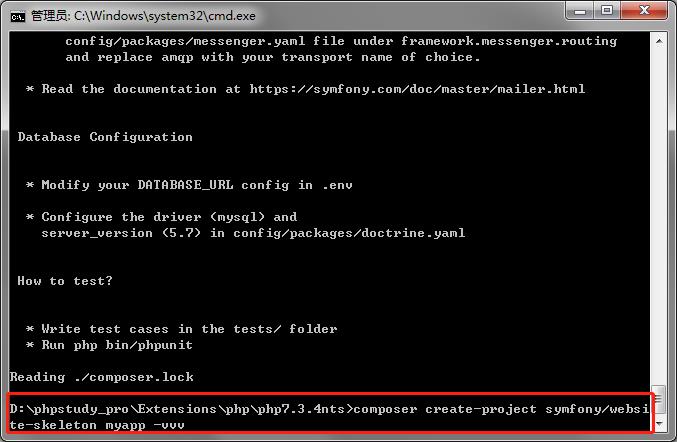 管理员: C:\Windows\system32\cmd.exe
config/packages/messenger.yaml file under framework.messenger.routing
and replace amqp with your transport name of choice.
* Read the documentation at https://symfony.com/doc/master/mailer.html
Database Configuration
* Modify your DATABASE_URL config in .env
* Configure the driver (mysql) and
server_version (5.7) in config/packages/doctrine.yaml
How to test?
* Write test cases in the tests/ folder
* Run php bin/phpunit
Reading ./composer.lock
D:\phpstudy_pro\Extensions\php\php7.3.4nts>composer create-project symfony/websi
te-skeleton myapp -vvv